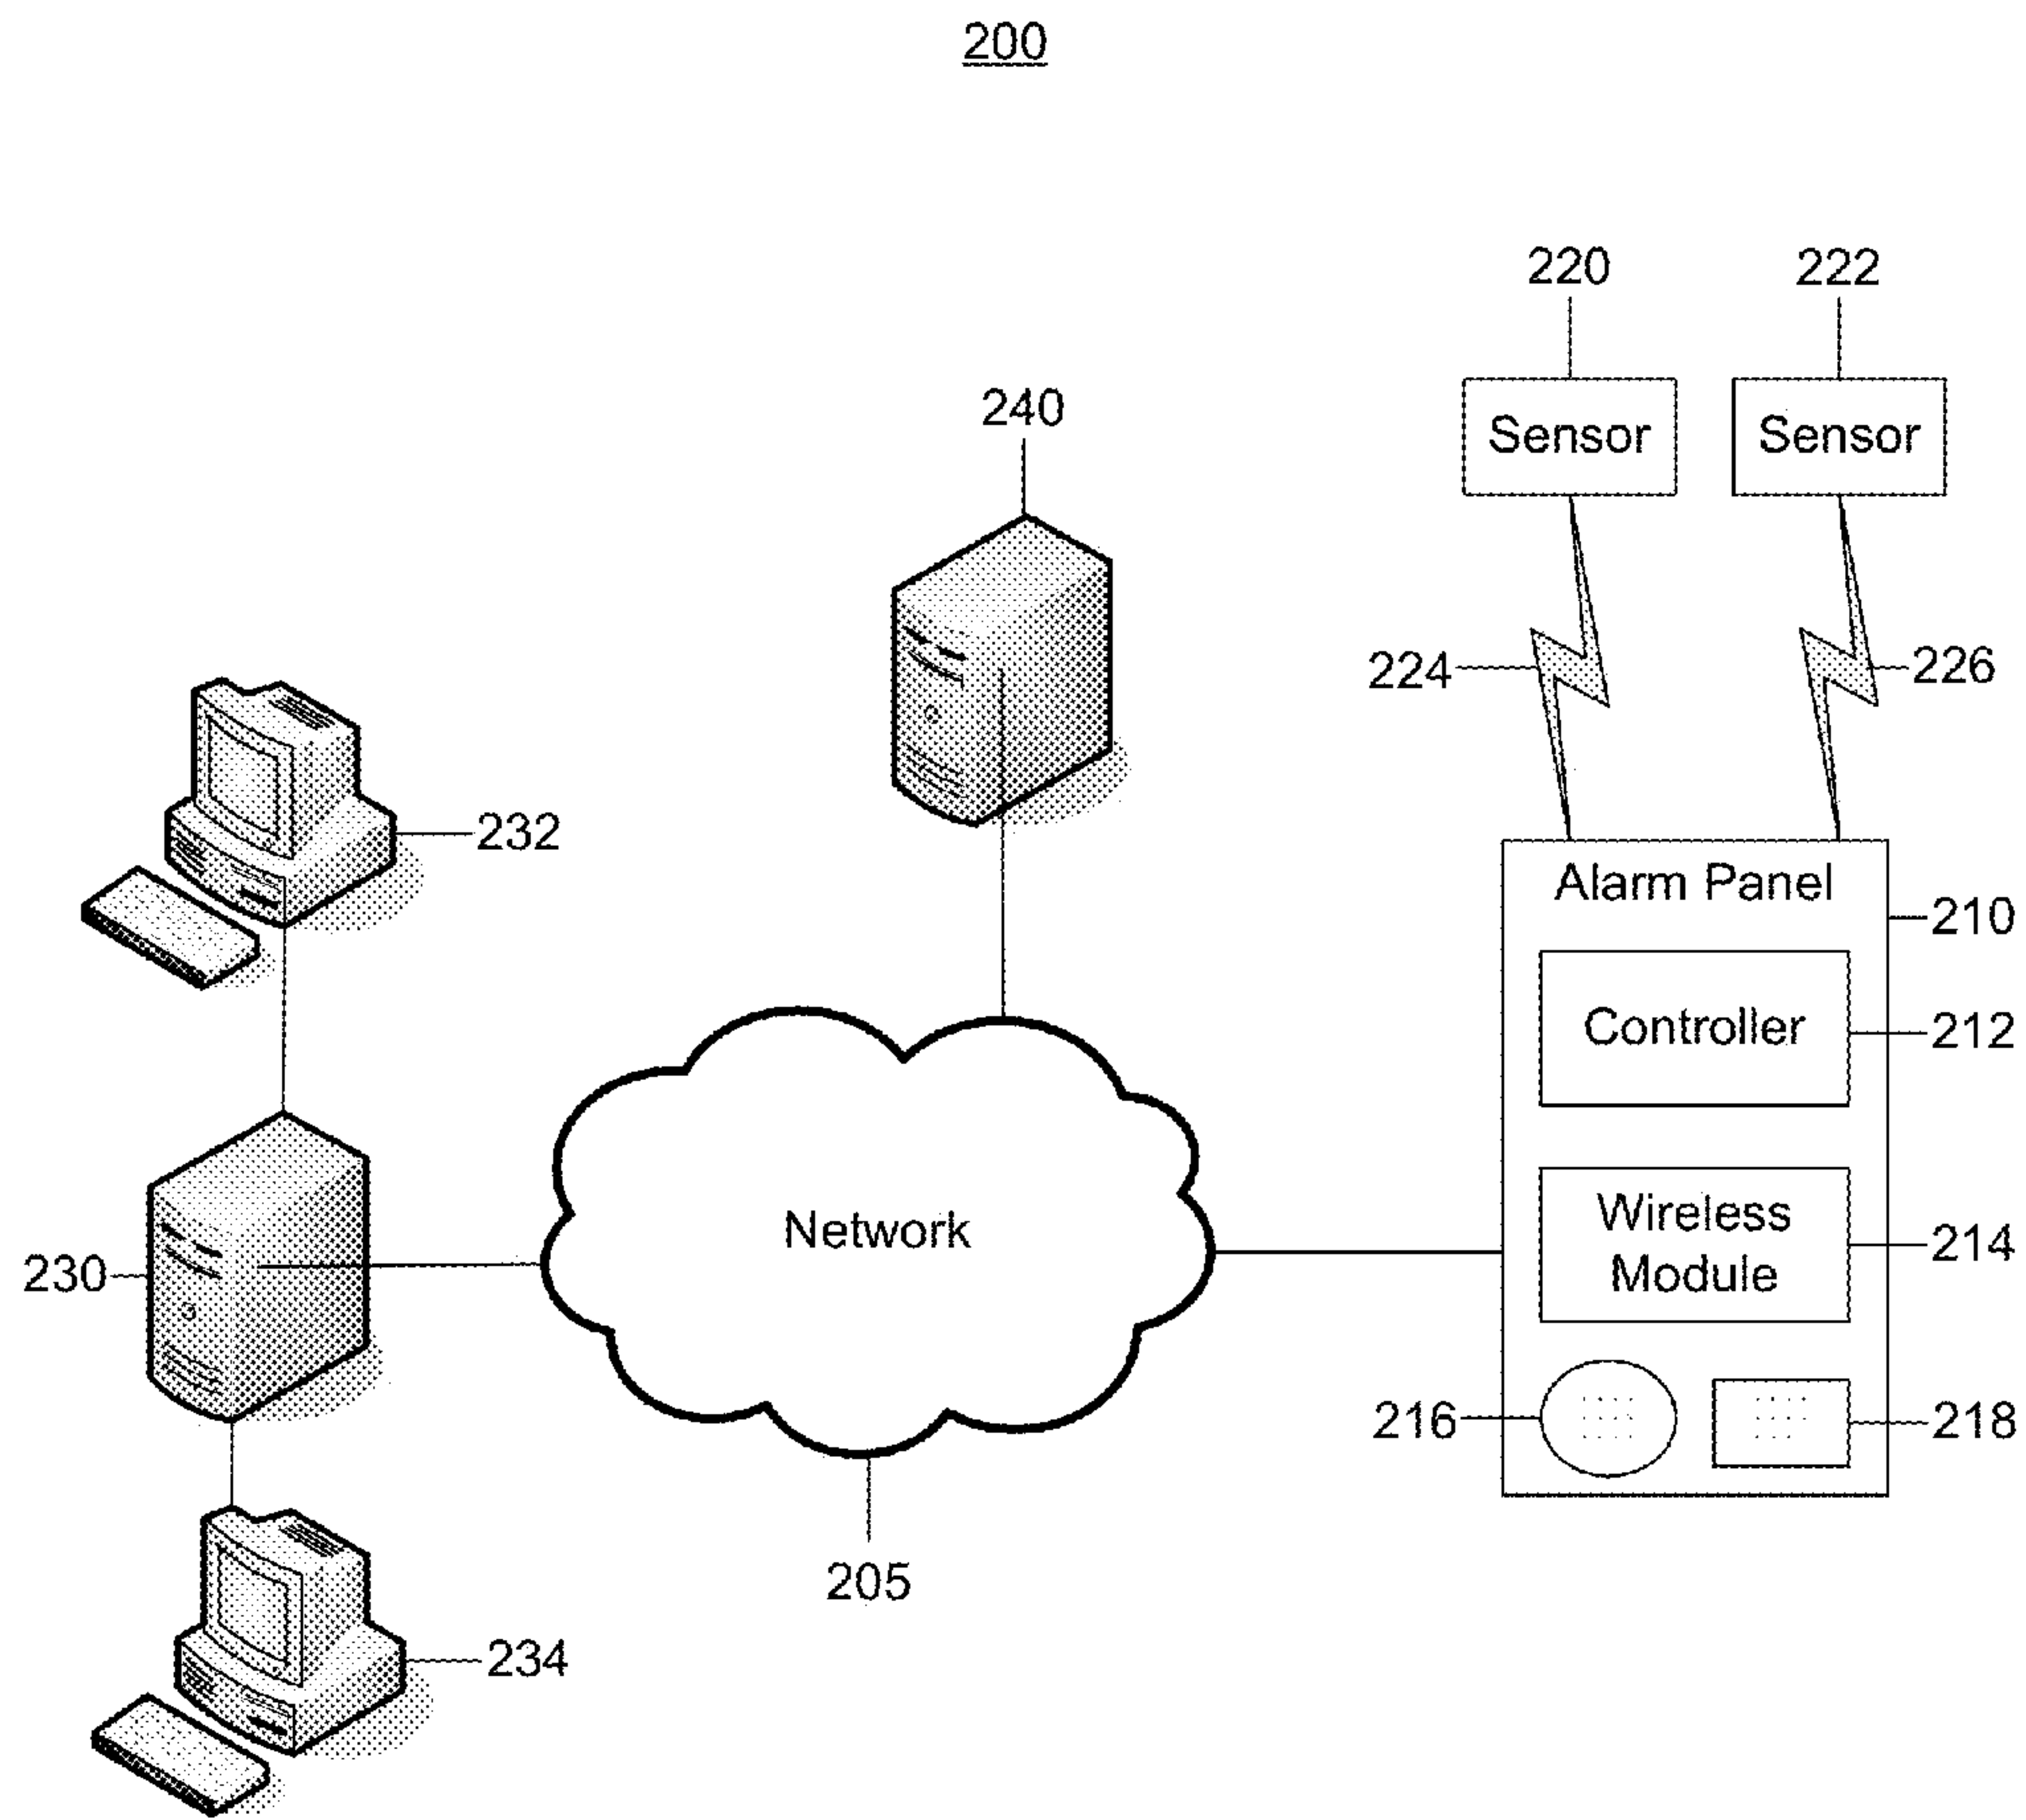 200
220
222
240
Sensor
Sensor
224
226
232
Alarm Panel
210
Controller
212
Network
Wireless
Module
214
230
216
218
205
234